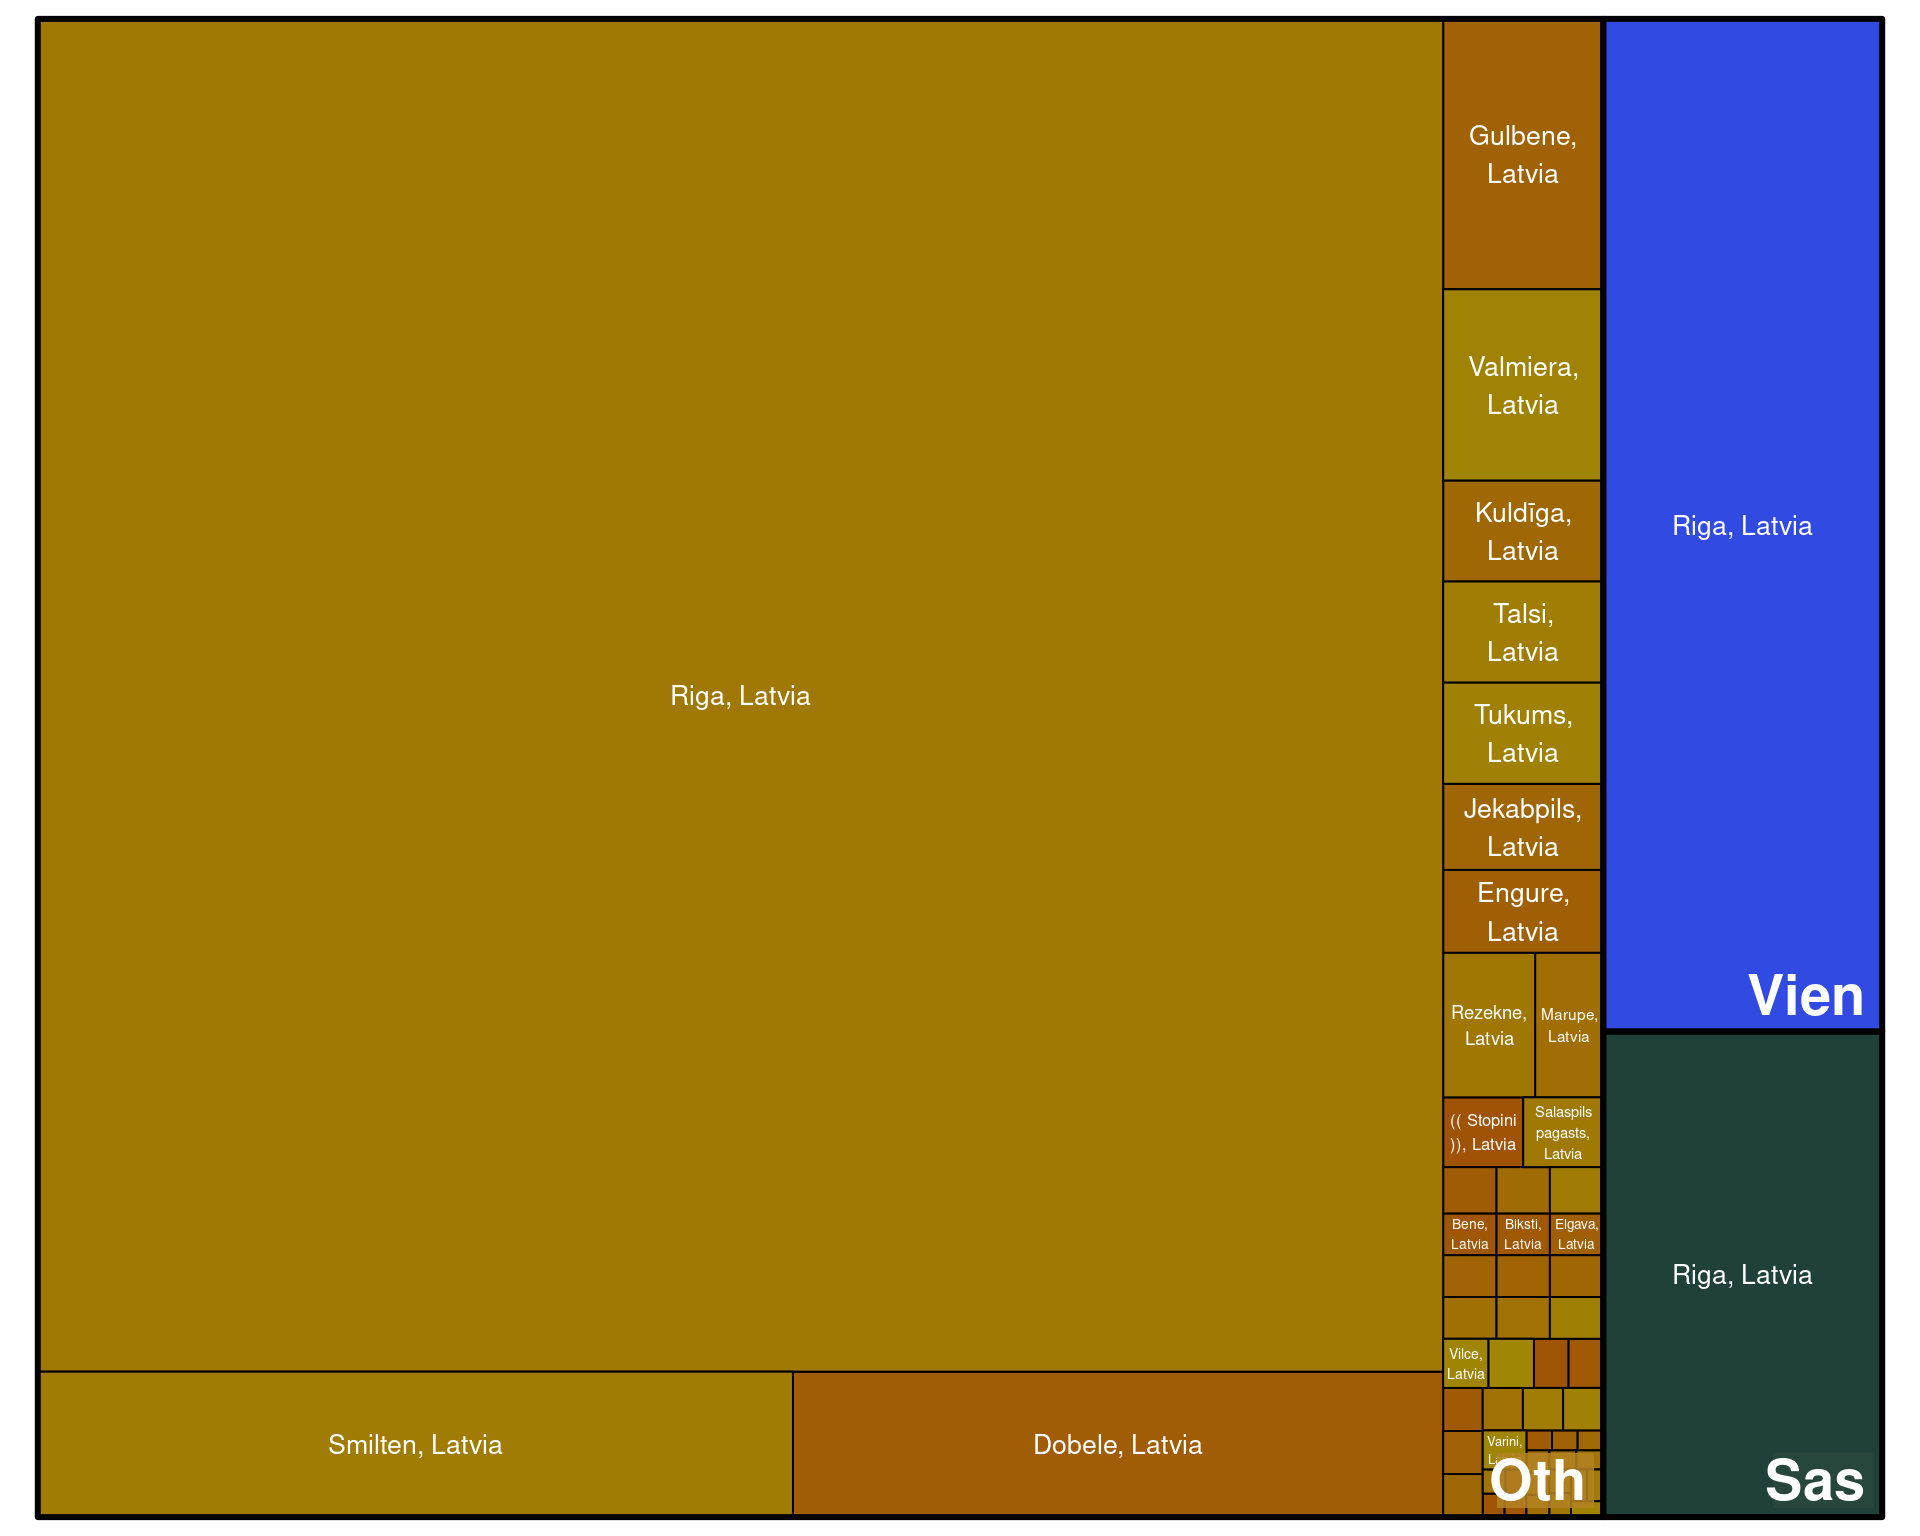 Riga, Latvia
Smilten, Latvia
Dobele, Latvia
Gulbene,
Latvia
Valmiera,
Latvia
Kuldīga,
Latvia
Talsi,
Latvia
Tukums,
Latvia
Jekabpils,
Latvia
Engure,
Latvia
Rezekne,
Latvia
Marupe,
Latvia
(( Stopini
)), Latvia
Salaspils
pagasts,
Latvia
Bene,
Latvia
Biksti,
Latvia
Elgava,
Latvia
Vilce,
Latvia
Varini,
Oth
Riga, Latvia
Vien
Riga, Latvia
Sas